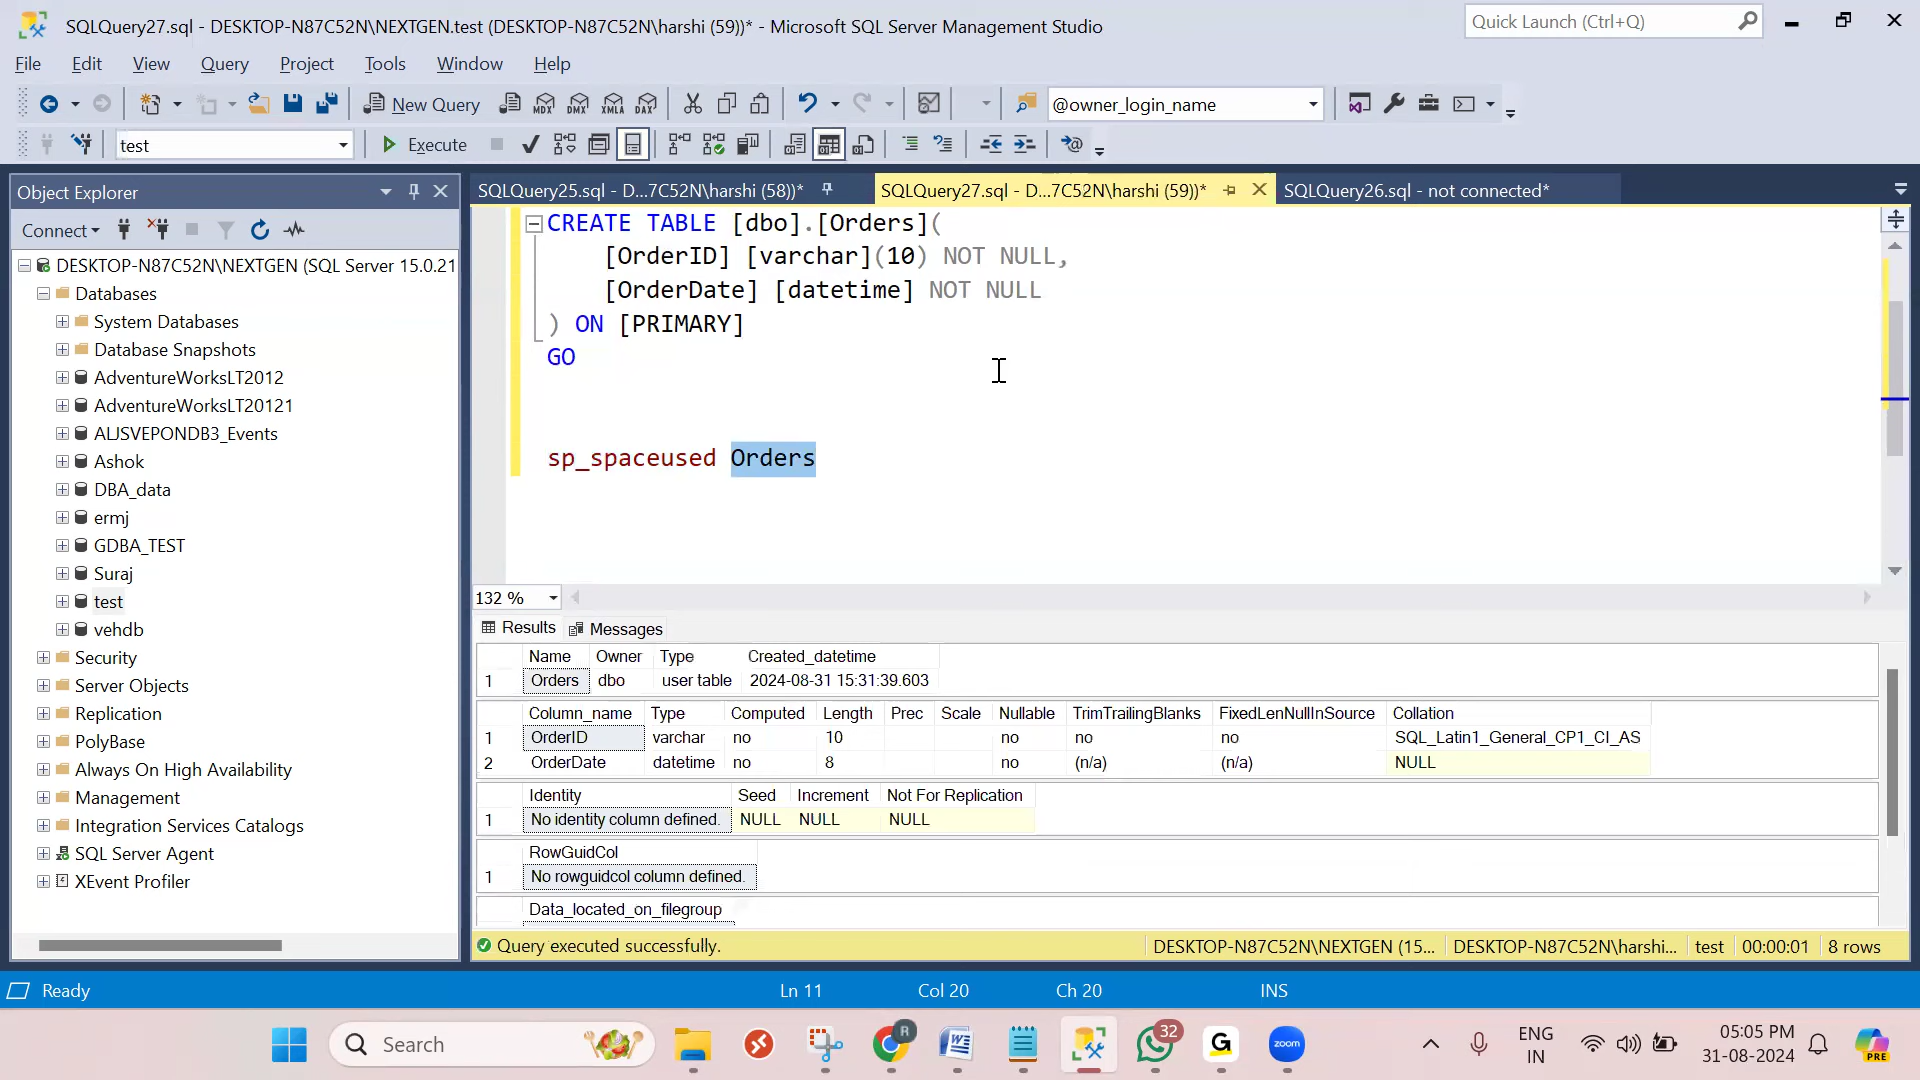 SQLQuery27.sql - DESKTOP-N87C52N\NEXTGEN.test (DESKTOP-N87C52N\harshi (59))* - Microsoft SQL Server Management Studio
Quick Launch (Ctrl+Q)
File Edit View Query Project Tools Window Help
New Query MDX DMX XMLA DAX @owner_login_name
test Execute
Object Explorer
SQLQuery25.sql - D...7C52N\harshi (58))* SQLQuery27.sql - D...7C52N\harshi (59))* SQLQuery26.sql - not connected*
Connect
DESKTOP-N87C52N\NEXTGEN (SQL Server 15.0.21
Databases
System Databases
Database Snapshots
AdventureWorksLT2012
AdventureWorksLT20121
ALJSVEPONDB3_Events
Ashok
DBA_data
ermj
GDBA_TEST
Suraj
test
vehdb
Security
Server Objects
Replication
PolyBase
Always On High Availability
Management
Integration Services Catalogs
SQL Server Agent
XEvent Profiler
CREATE TABLE [dbo].[Orders](
[OrderID] [varchar](10) NOT NULL,
[OrderDate] [datetime] NOT NULL
) ON [PRIMARY]
GO
sp_spaceused Orders
132 %
Results Messages
Name Owner Type Created_datetime
1 Orders dbo user table 2024-08-31 15:31:39.603
Column_name Type Computed Length Prec Scale Nullable TrimTrailingBlanks FixedLenNullInSource Collation
1 OrderID varchar no 10 no no no SQL_Latin1_General_CP1_CI_AS
2 OrderDate datetime no 8 no (n/a) (n/a) NULL
Identity Seed Increment Not For Replication
1 No identity column defined. NULL NULL NULL
RowGuidCol
1 No rowguidcol column defined.
Data_located_on_filegroup
Query executed successfully. DESKTOP-N87C52N\NEXTGEN (15... DESKTOP-N87C52N\harshi... test 00:00:01 8 rows
Ready Ln 11 Col 20 Ch 20 INS
Search R 32 G zoom ENG IN 05:05 PM 31-08-2024 PRE